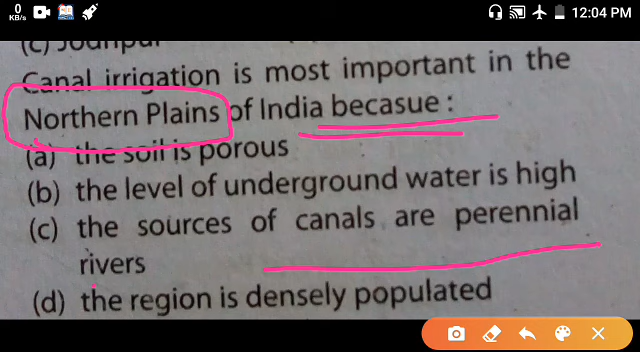 0
KB/s
12:04 PM
(c) Jounpur
Canal irrigation is most important in the
Northern Plains of India becasue :
(a) the soil is porous
(b) the level of underground water is high
(c) the sources of canals are perennial
rivers
(d) the region is densely populated